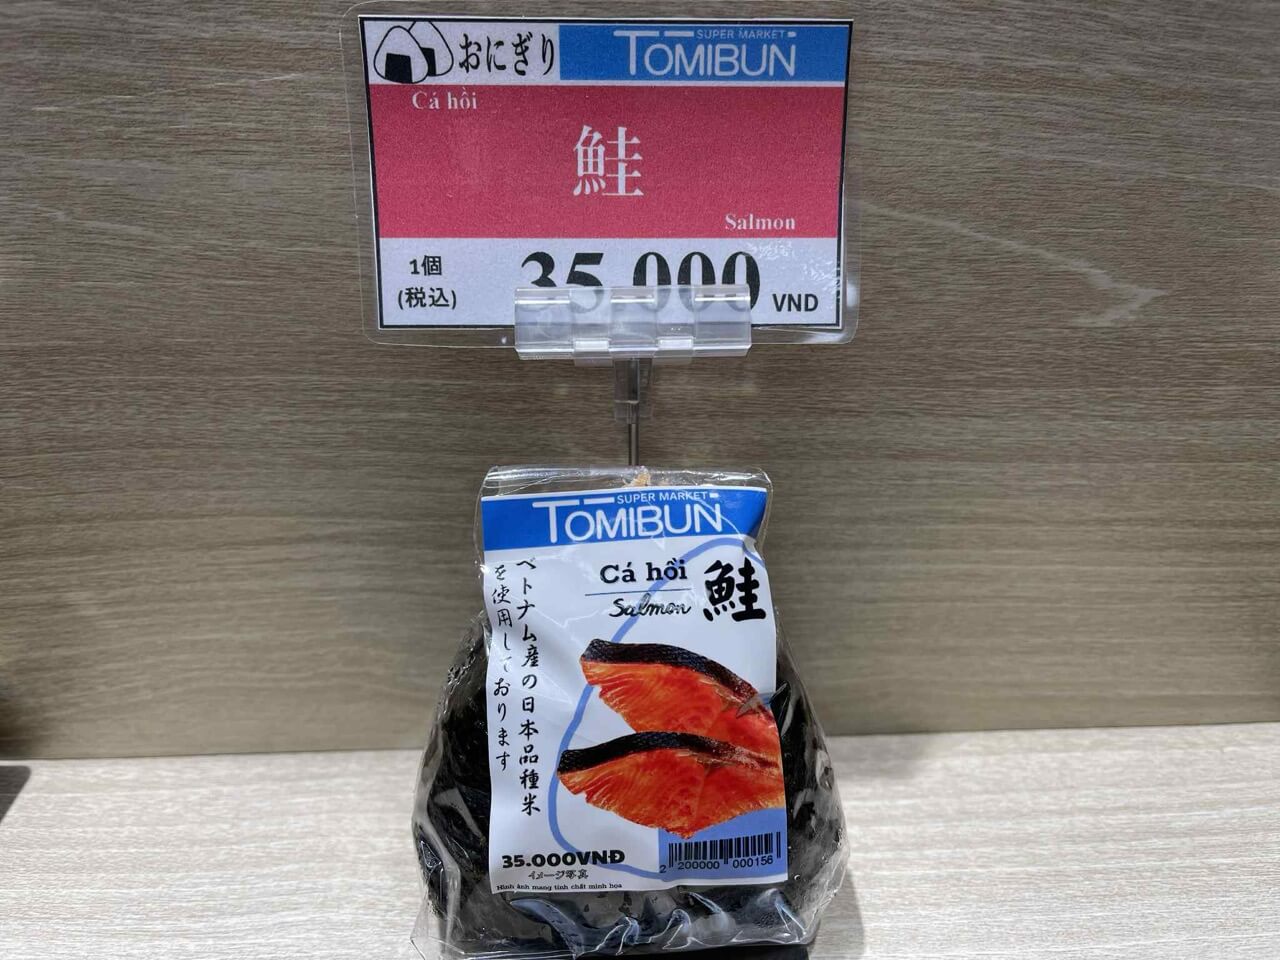 おにぎり
SUPER MARKET
TOMIBUN
Cá hồi
鮭
Salmon
1個
(税込)
35.000
VND
SUPER MARKET
TOMIBUN
Cá hồi
Salmon
鮭
ベトナム産の日本品種米
を使用しております
35.000VNĐ
イメージ写真
Hình ảnh mang tính chất minh họa
2 200000 000156